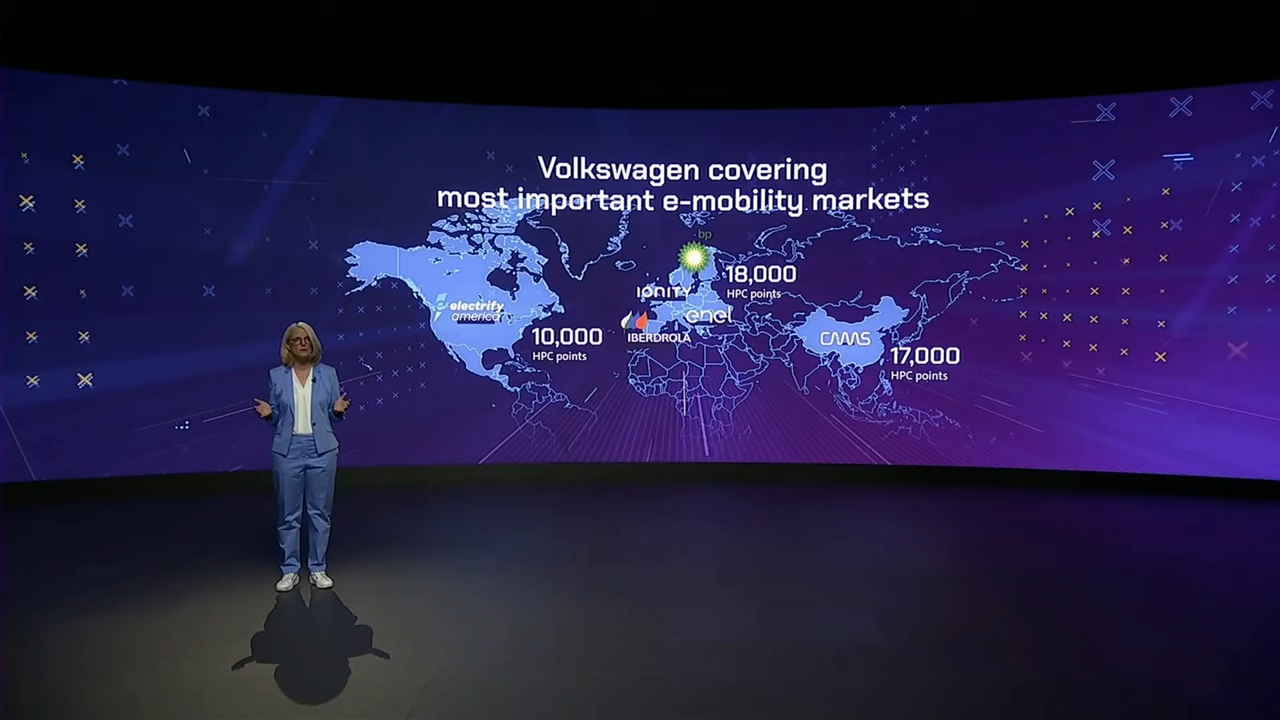 Volkswagen covering
most important e-mobility markets
bp
18,000
HPC points
IONITY
electrify
america
enel
10,000
HPC points
IBERDROLA
CAMS
17,000
HPC points